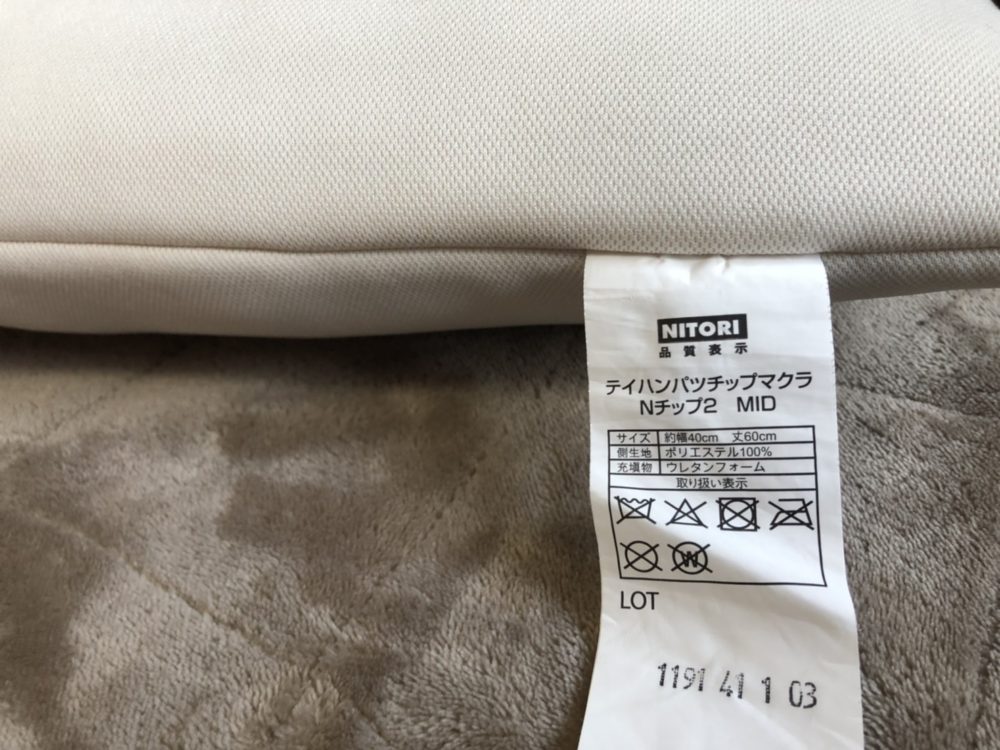 NITORI
品質表示
テイハンパツチップマクラ
Nチップ2 MID
サイズ 約幅40cm 丈60cm
側生地 ポリエステル100%
充填物 ウレタンフォーム
取り扱い表示
W
LOT
1191 41 1 03